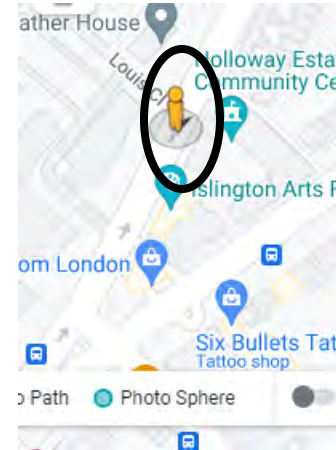 ather House
Louis Cl
Holloway Esta
Community Ce
Islington Arts F
om London
Six Bullets Tat
Tattoo shop
o Path
Photo Sphere